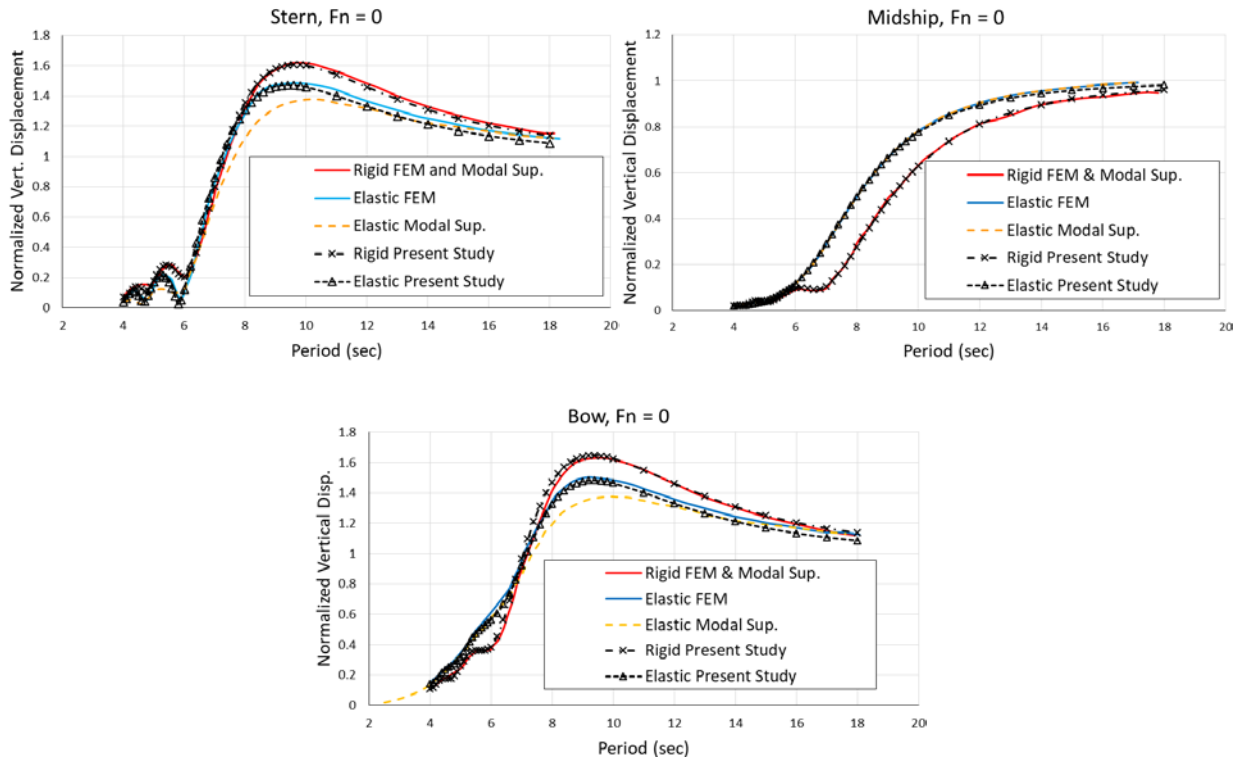 Stern, Fn = 0
Normalized Vert. Displacement
1.8
1.6
1.4
1.2
1
0.8
0.6
0.4
0.2
0
2 4 6 8 10 12 14 16 18 20
Period (sec)
Rigid FEM and Modal Sup.
Elastic FEM
Elastic Modal Sup.
Rigid Present Study
Elastic Present Study
Midship, Fn = 0
Normalized Vertical Displacement
1.2
1
0.8
0.6
0.4
0.2
0
2 4 6 8 10 12 14 16 18 20
Period (sec)
Rigid FEM & Modal Sup.
Elastic FEM
Elastic Modal Sup.
Rigid Present Study
Elastic Present Study
Bow, Fn = 0
Normalized Vertical Disp.
1.8
1.6
1.4
1.2
1
0.8
0.6
0.4
0.2
0
2 4 6 8 10 12 14 16 18 20
Period (sec)
Rigid FEM & Modal Sup.
Elastic FEM
Elastic Modal Sup.
Rigid Present Study
Elastic Present Study